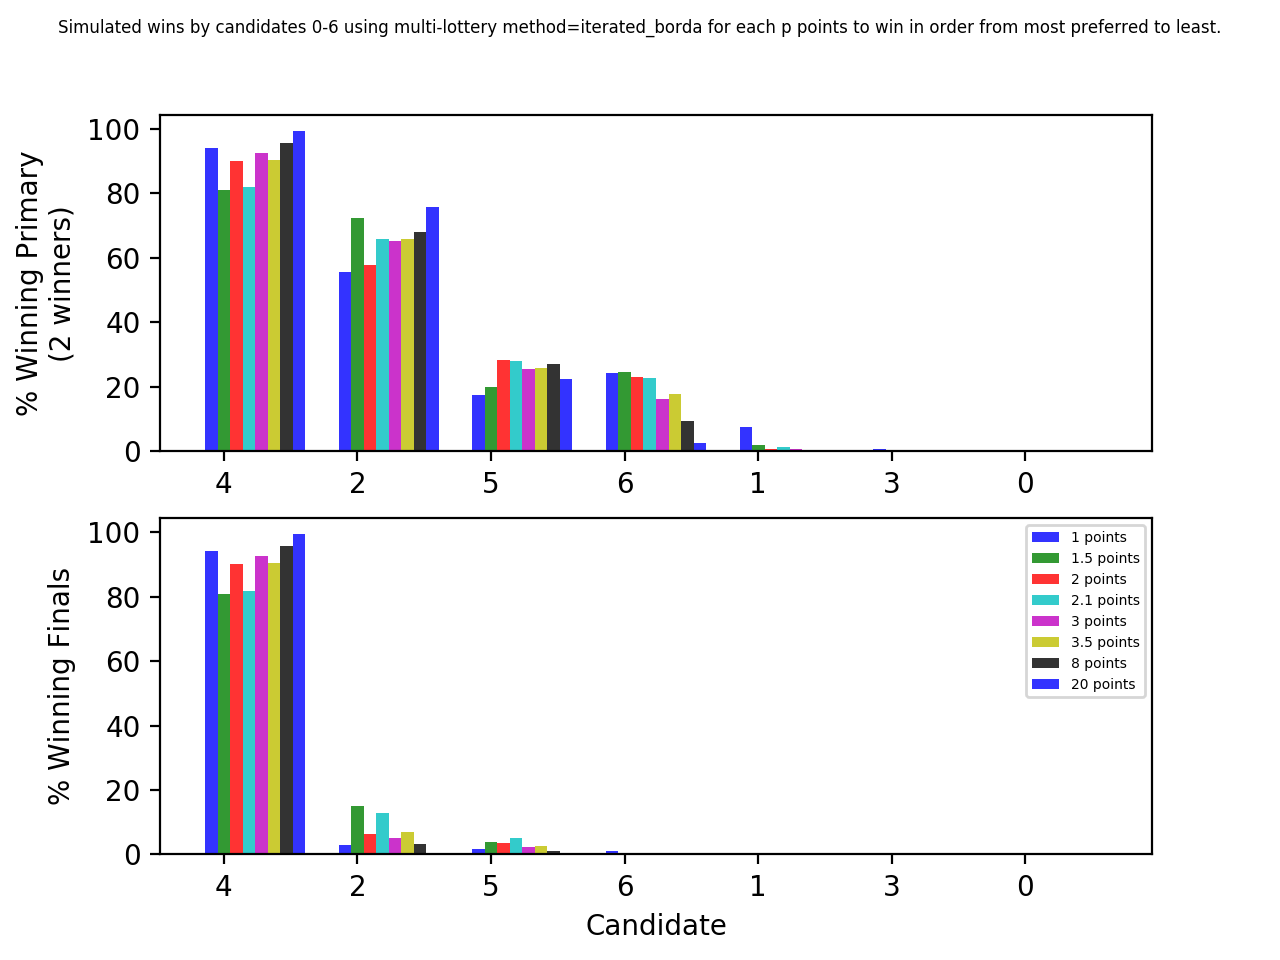 Simulated wins by candidates 0-6 using multi-lottery method=iterated_borda for each p points to win in order from most preferred to least.
% Winning Primary
(2 winners)
100
80
60
40
20
0
4 2 5 6 1 3 0
% Winning Finals
100
80
60
40
20
0
1 points
1.5 points
2 points
2.1 points
3 points
3.5 points
8 points
20 points
4 2 5 6 1 3 0
Candidate